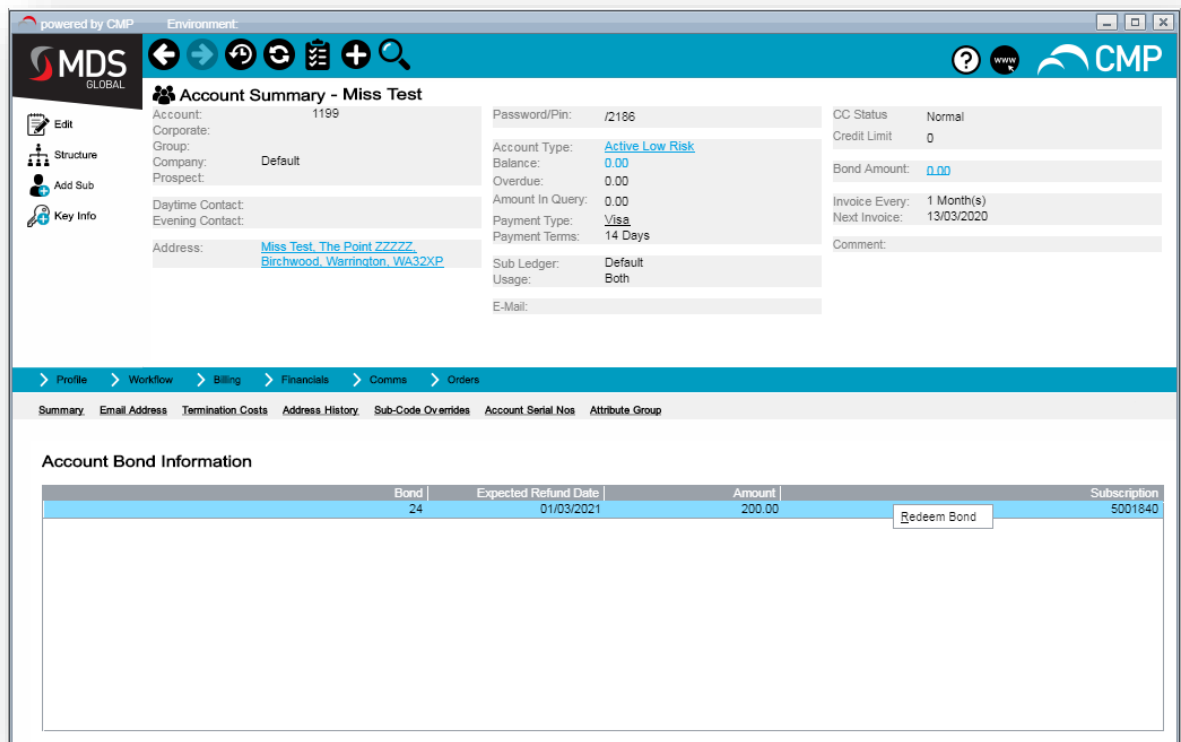 powered by CMP Environment:
MDS
GLOBAL
www
CMP
Account Summary - Miss Test
Edit
Structure
Add Sub
Key Info
Account: 1199
Corporate:
Group:
Company: Default
Prospect:
Daytime Contact:
Evening Contact:
Address: Miss Test, The Point ZZZZZ,
Birchwood, Warrington, WA32XP
Password/Pin: /2186
Account Type: Active Low Risk
Balance: 0.00
Overdue: 0.00
Amount In Query: 0.00
Payment Type: Visa
Payment Terms: 14 Days
Sub Ledger: Default
Usage: Both
E-Mail:
CC Status Normal
Credit Limit 0
Bond Amount: 0.00
Invoice Every: 1 Month(s)
Next Invoice: 13/03/2020
Comment:
Profile Workflow Billing Financials Comms Orders
Summary Email Address Termination Costs Address History Sub-Code Overrides Account Serial Nos Attribute Group
Account Bond Information
Bond Expected Refund Date Amount Subscription
24 01/03/2021 200.00 5001840
Redeem Bond